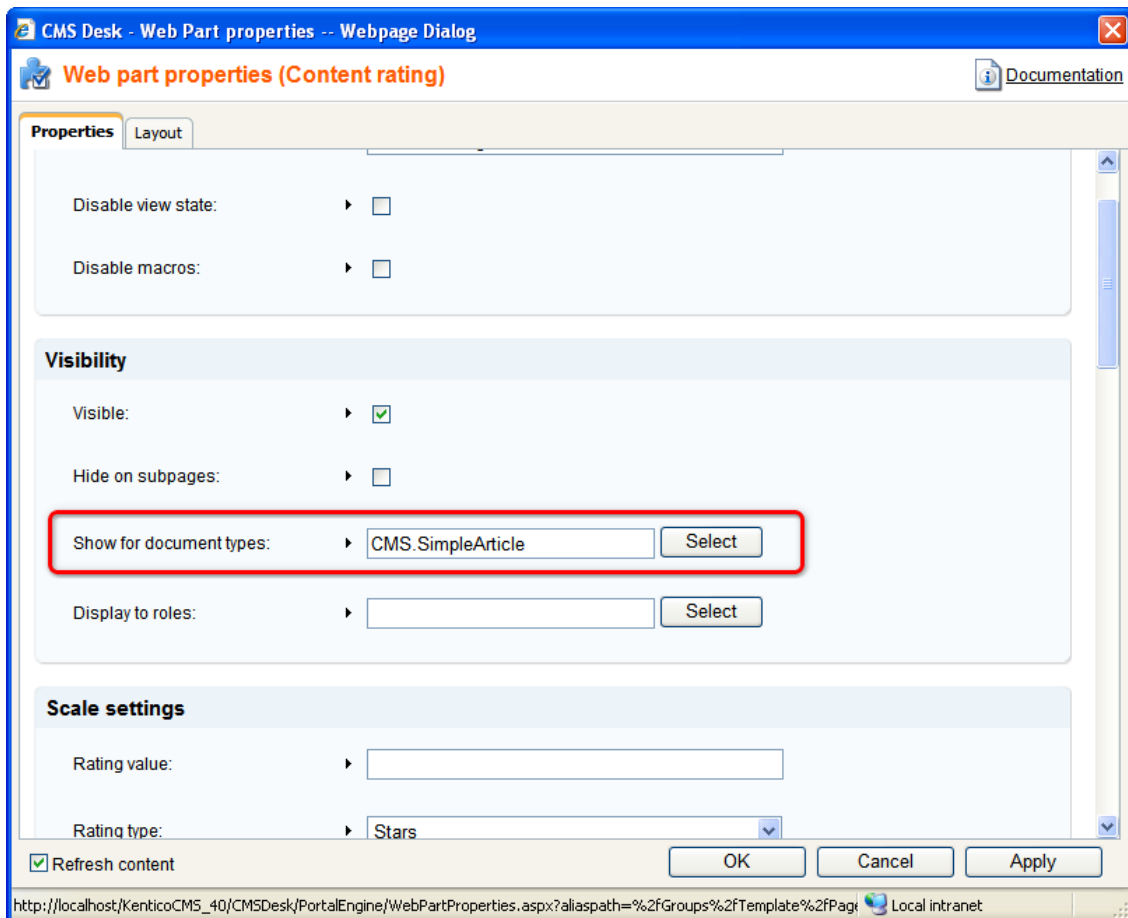 CMS Desk - Web Part properties -- Webpage Dialog
Web part properties (Content rating)
Documentation
Properties
Layout
Disable view state:
Disable macros:
Visibility
Visible:
Hide on subpages:
Show for document types:
CMS.SimpleArticle
Select
Display to roles:
Select
Scale settings
Rating value:
Rating type:
Stars
Refresh content
OK
Cancel
Apply
http://localhost/KenticoCMS_40/CMSDesk/PortalEngine/WebPartProperties.aspx?aliaspath=%2fGroups%2fTemplate%2fPage
Local intranet